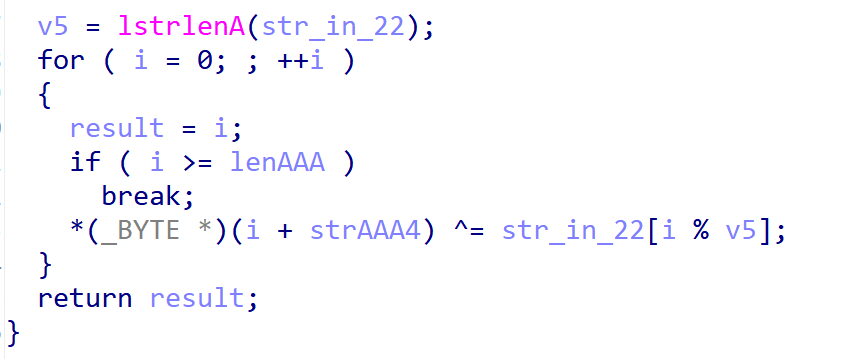 v5 = lstrlenA(str_in_22);
for ( i = 0; ; ++i )
{
result = i;
if ( i >= lenAAA )
break;
*(_BYTE *)(i + strAAA4) ^= str_in_22[i % v5];
}
return result;
}